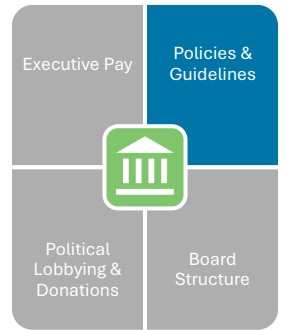 Executive Pay
Policies &
Guidelines
Political
Lobbying &
Donations
Board
Structure